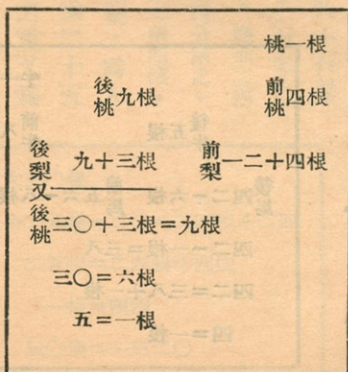 桃一根
前桃四根
前梨一二十四根
後桃九根
後梨又後桃
九十三根
三〇十三根=九根
三〇=六根
五=一根